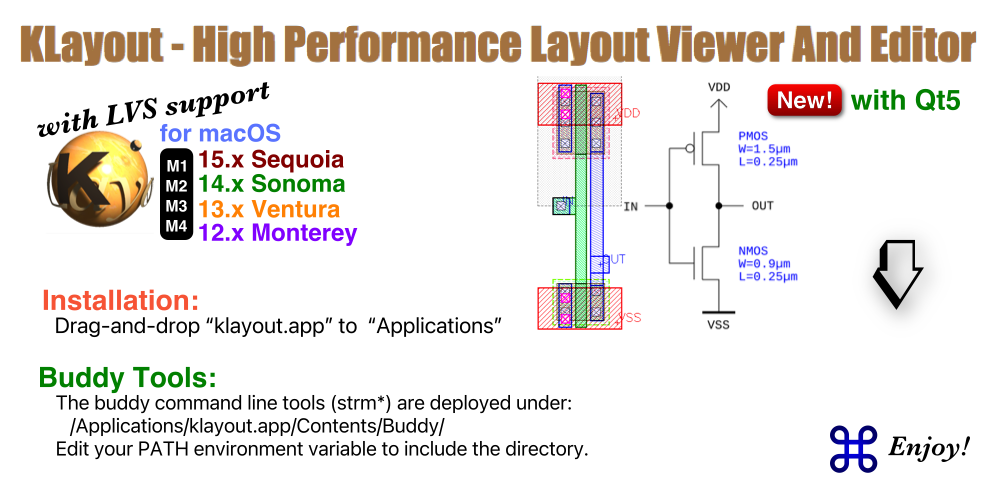 KLayout - High Performance Layout Viewer And Editor
with LVS support
for macOS
M1
M2
M3
M4
15.x Sequoia
14.x Sonoma
13.x Ventura
12.x Monterey
VDD
IN
UT
VSS
VDD
PMOS
W=1.5µm
L=0.25µm
IN
OUT
NMOS
W=0.9µm
L=0.25µm
VSS
New! with Qt5
Installation:
Drag-and-drop “klayout.app” to “Applications”
Buddy Tools:
The buddy command line tools (strm*) are deployed under:
/Applications/klayout.app/Contents/Buddy/
Edit your PATH environment variable to include the directory.
Enjoy!